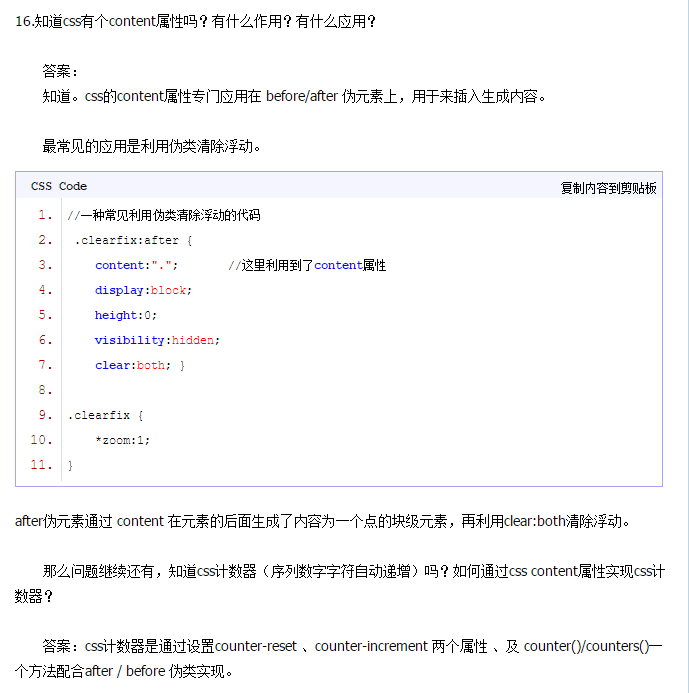 16.知道css有个content属性吗？有什么作用？有什么应用？
答案：
知道。css的content属性专门应用在 before/after 伪元素上，用于来插入生成内容。
最常见的应用是利用伪类清除浮动。
CSS Code 复制内容到剪贴板
1. //一种常见利用伪类清除浮动的代码
2. .clearfix:after {
3. content:"."; //这里利用到了content属性
4. display:block;
5. height:0;
6. visibility:hidden;
7. clear:both; }
8.
9. .clearfix {
10. *zoom:1;
11. }
after伪元素通过 content 在元素的后面生成了内容为一个点的块级元素，再利用clear:both清除浮动。
那么问题继续还有，知道css计数器（序列数字字符自动递增）吗？如何通过css content属性实现css计
数器？
答案：css计数器是通过设置counter-reset 、counter-increment 两个属性 、及 counter()/counters()一
个方法配合after / before 伪类实现。